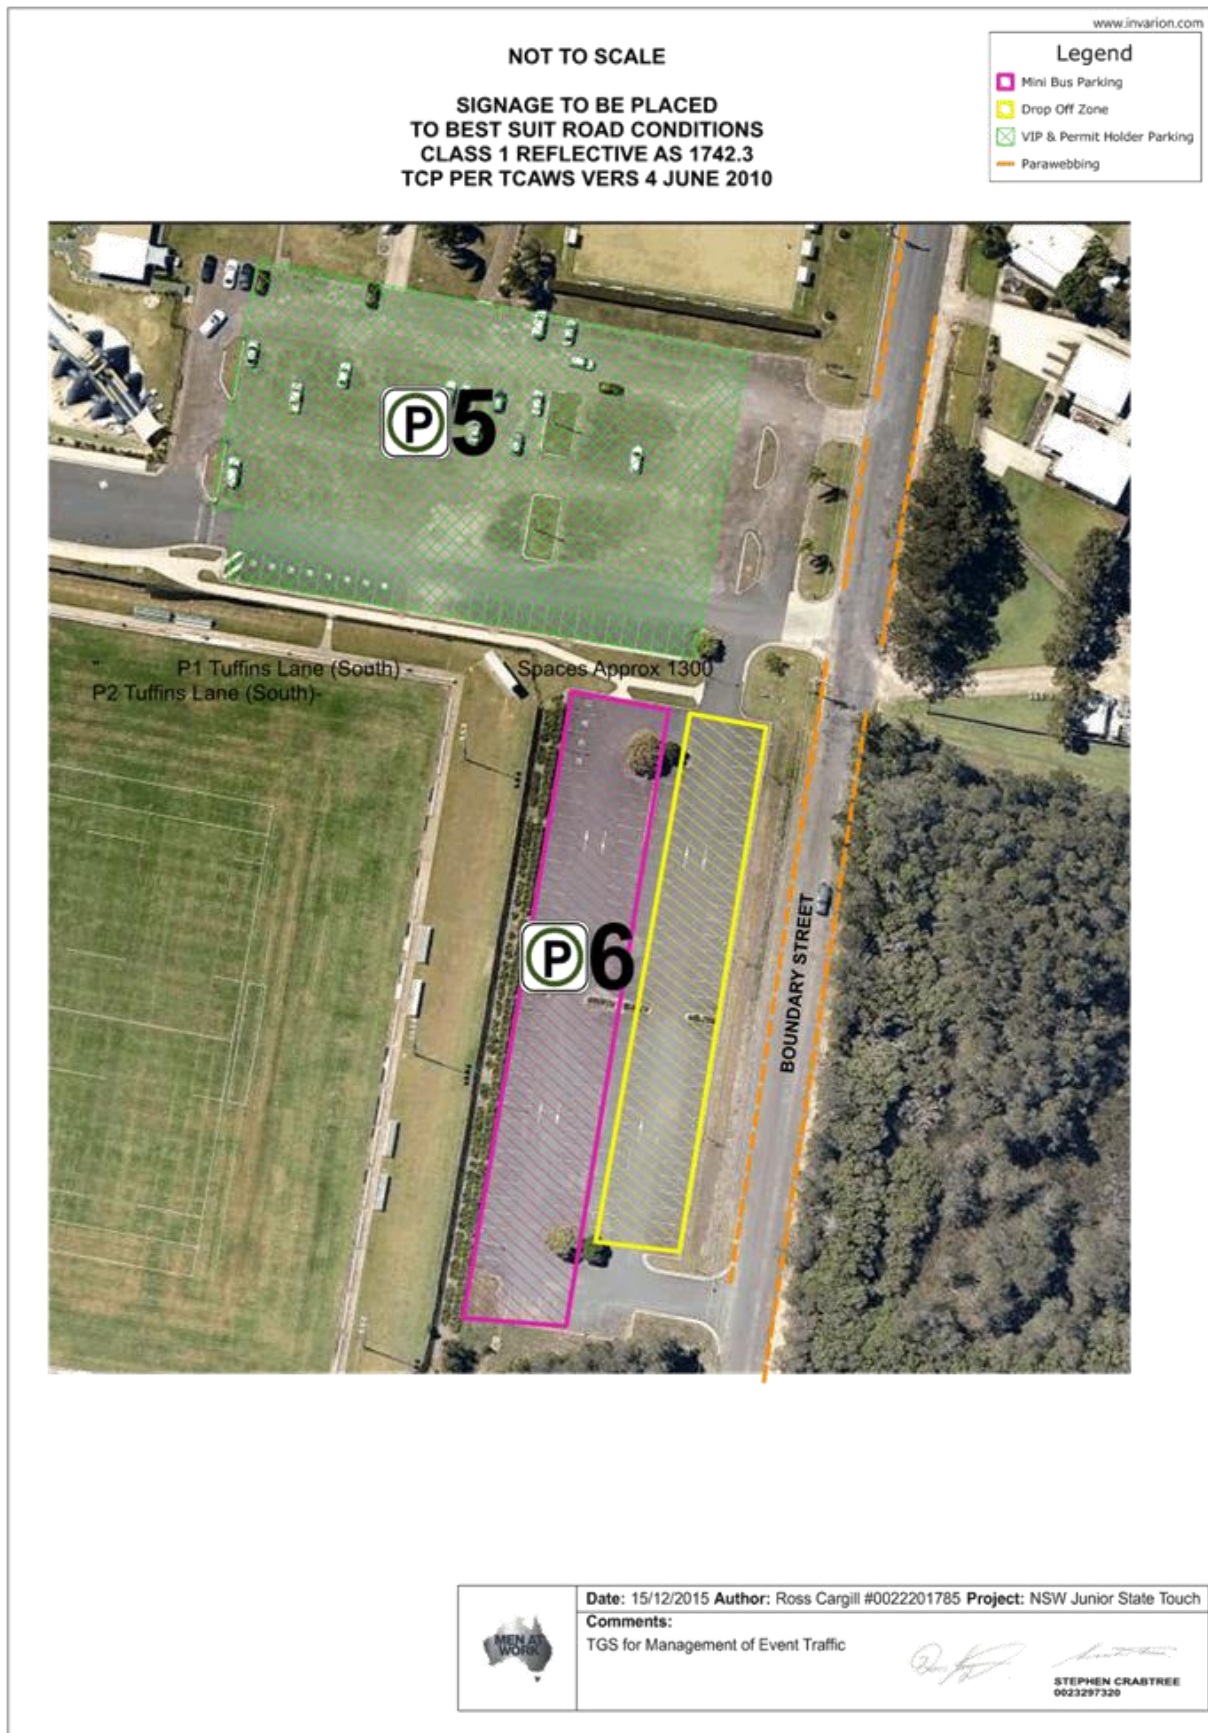 www.invarion.com
NOT TO SCALE
SIGNAGE TO BE PLACED
TO BEST SUIT ROAD CONDITIONS
CLASS 1 REFLECTIVE AS 1742.3
TCP PER TCAWS VERS 4 JUNE 2010
Legend
Mini Bus Parking
Drop Off Zone
VIP & Permit Holder Parking
Parawebbing
P 5
" P1 Tuffins Lane (South) - Spaces Approx 1300
P2 Tuffins Lane (South)-
P 6
BOUNDARY STREET
MEN AT
WORK
Date: 15/12/2015 Author: Ross Cargill #0022201785 Project: NSW Junior State Touch
Comments:
TGS for Management of Event Traffic
STEPHEN CRABTREE
0023297320